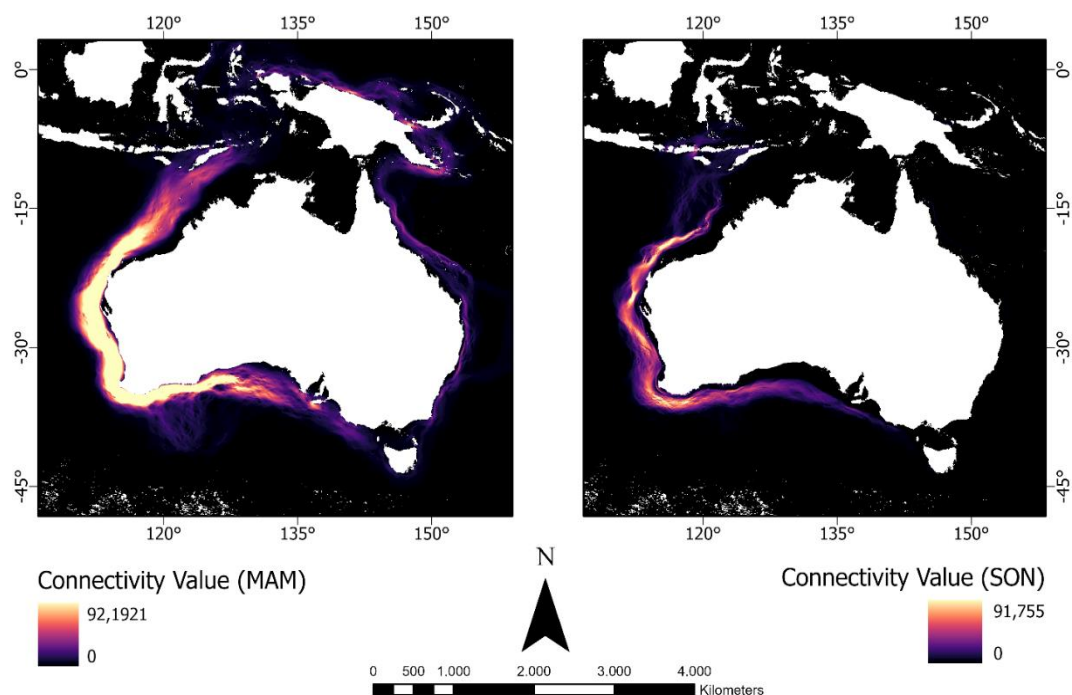 120° 135° 150° 120° 135° 150°
0° 0°
-15° -15°
-30° -30°
-45° -45°
120° 135° 150° 120° 135° 150°
Connectivity Value (MAM)
92,1921
0
N
Connectivity Value (SON)
91,755
0
0 500 1.000 2.000 3.000 4.000
Kilometers